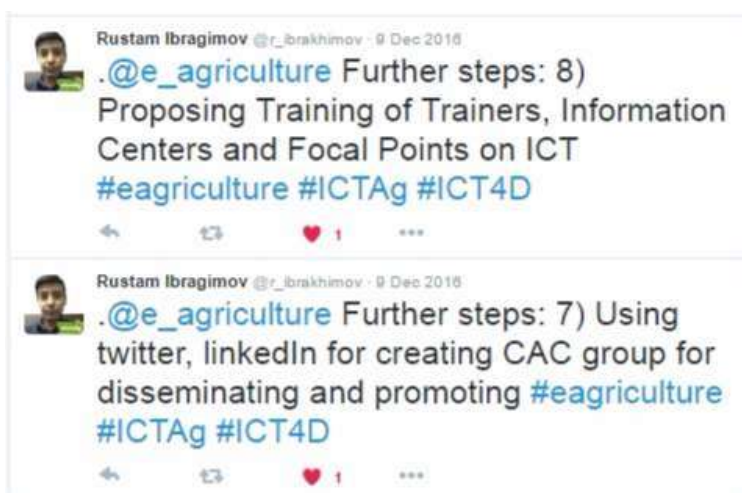 Rustam Ibragimov @r_ibrakhimov · 9 Dec 2016
.@e_agriculture Further steps: 8)
Proposing Training of Trainers, Information
Centers and Focal Points on ICT
#eagriculture #ICTAg #ICT4D
1
Rustam Ibragimov @r_ibrakhimov · 9 Dec 2016
.@e_agriculture Further steps: 7) Using
twitter, linkedIn for creating CAC group for
disseminating and promoting #eagriculture
#ICTAg #ICT4D
1